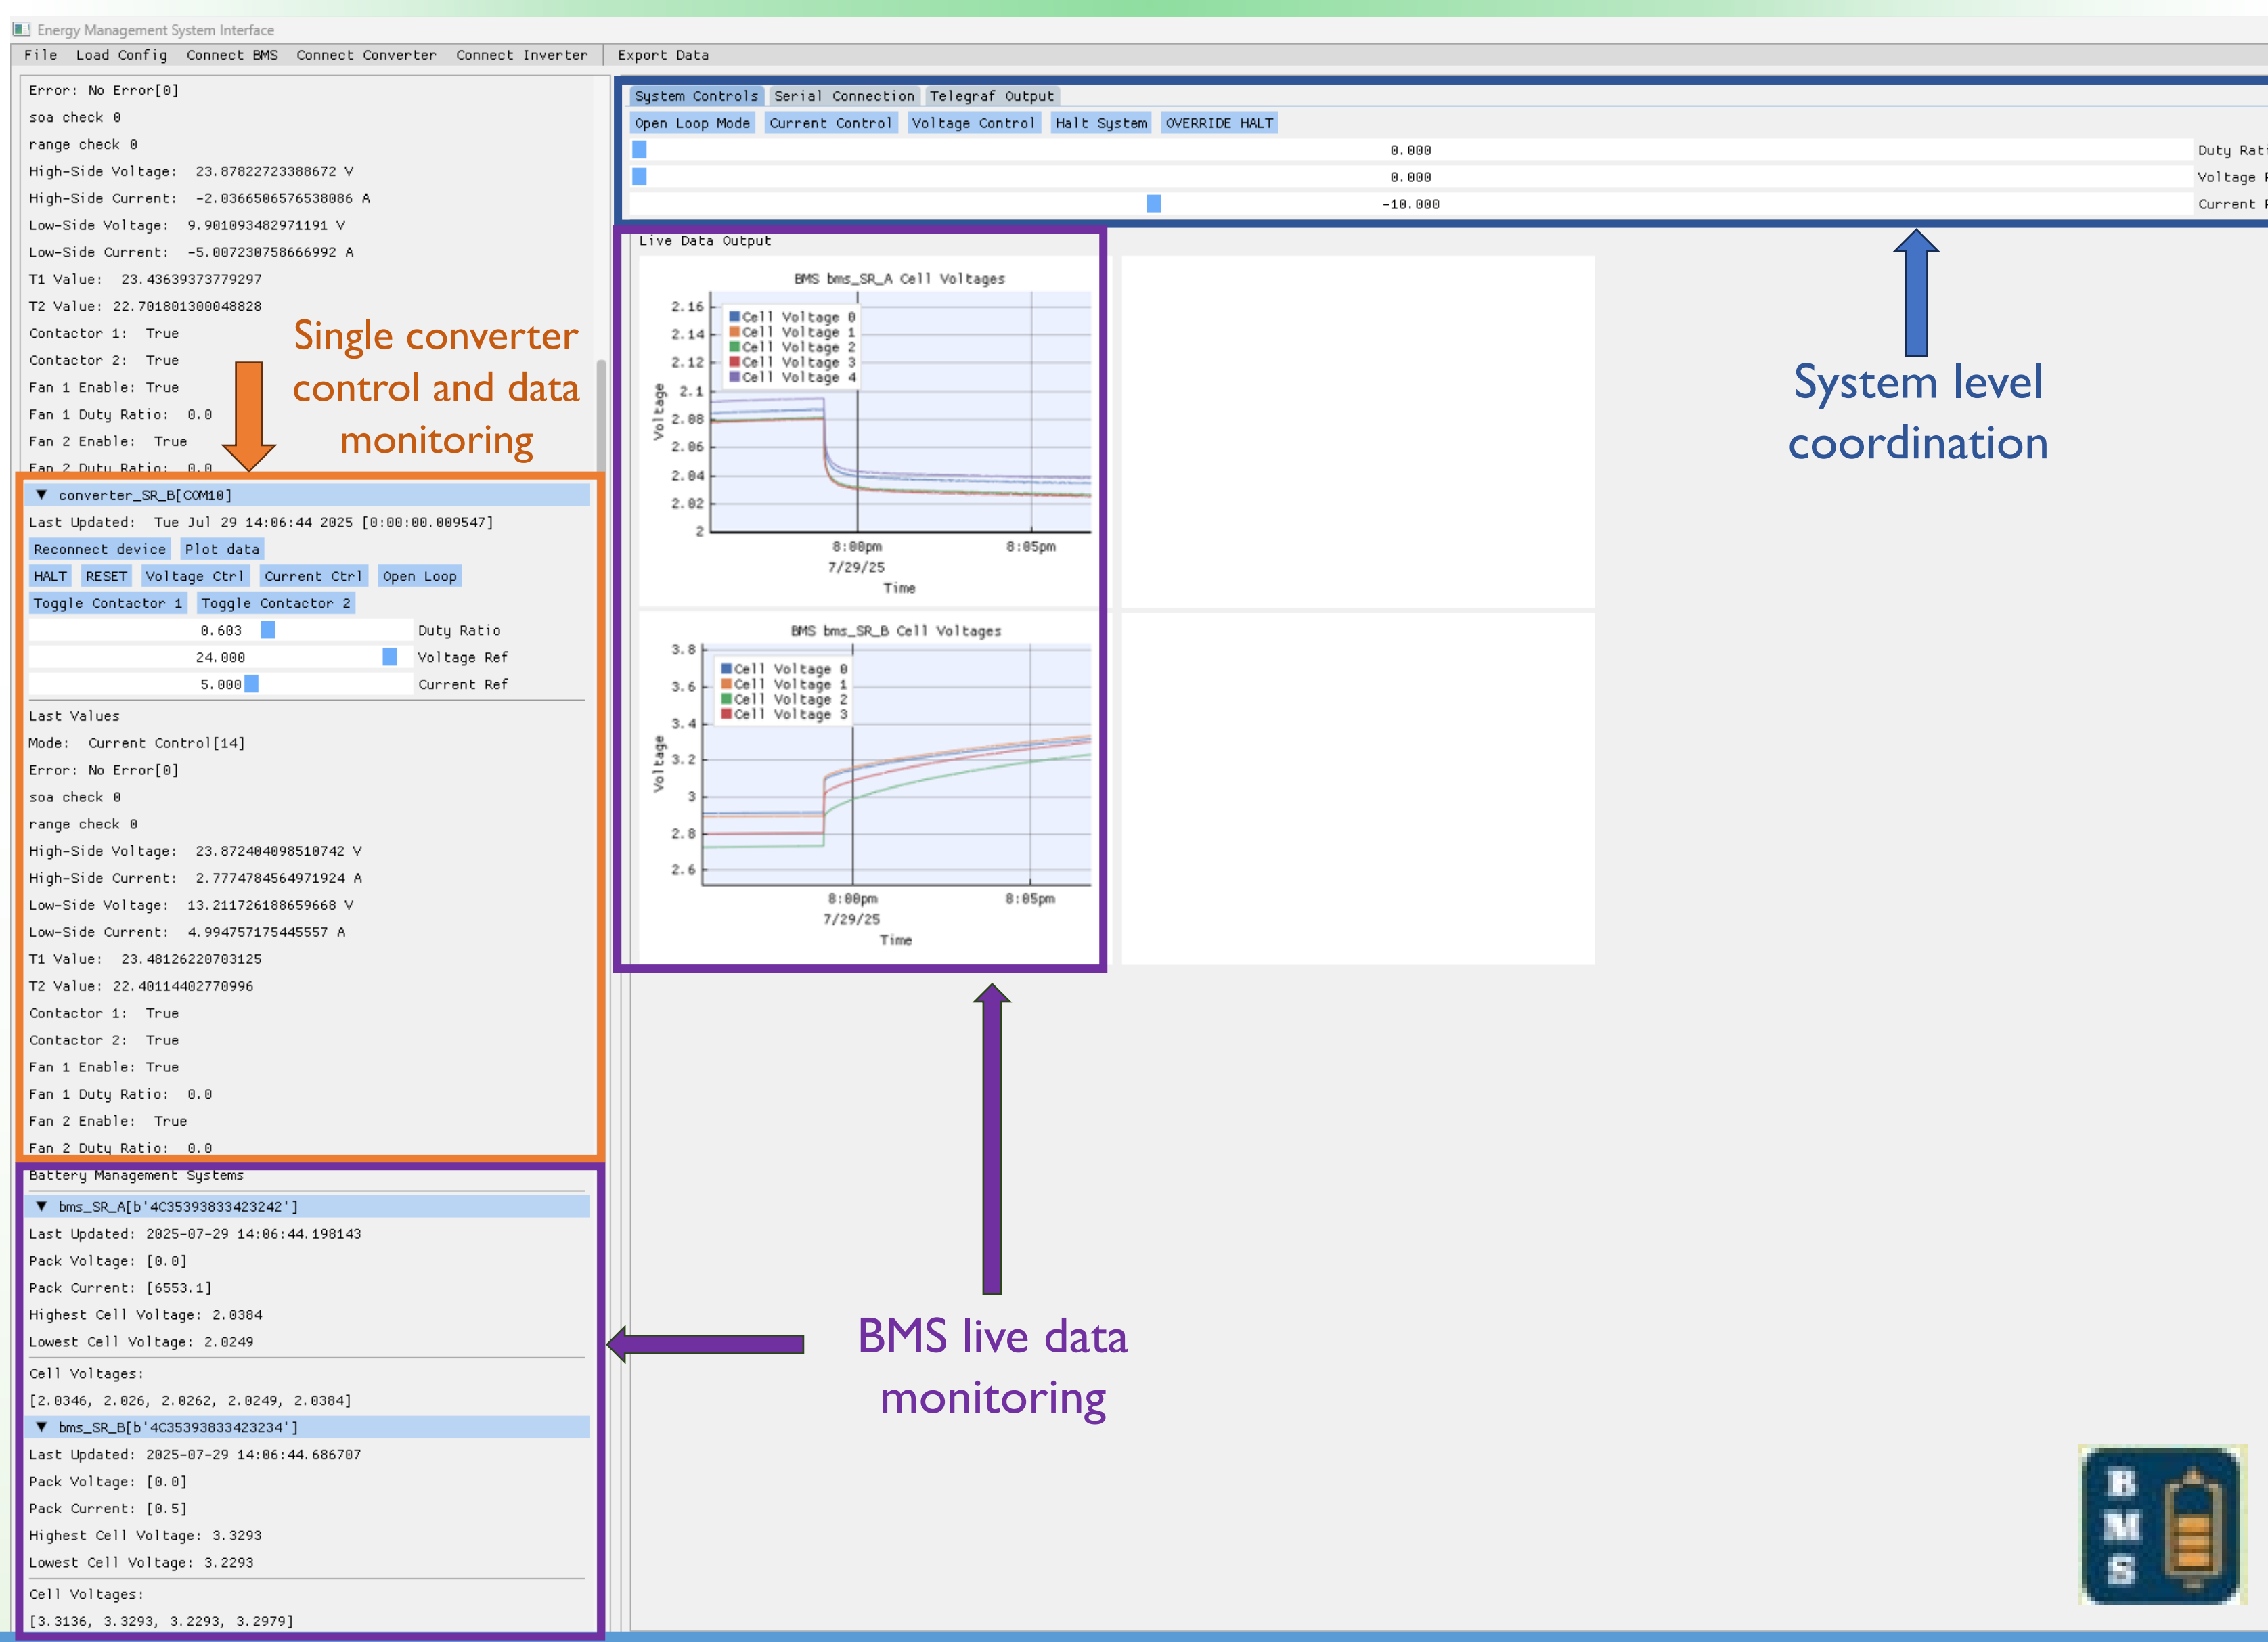 Energy Management System Interface
File Load Config Connect BMS Connect Converter Connect Inverter Export Data
Error: No Error[0]
soa check 0
range check 0
High-Side Voltage: 23.87822723388672 V
High-Side Current: -2.0366506576538086 A
Low-Side Voltage: 9.901093482971191 V
Low-Side Current: -5.007230758666992 A
T1 Value: 23.43639373779297
T2 Value: 22.701801300048828
Contactor 1: True
Contactor 2: True
Fan 1 Enable: True
Fan 1 Duty Ratio: 0.0
Fan 2 Enable: True
Fan 2 Duty Ratio: 0.0
Single converter
control and data
monitoring
converter_SR_B[COM10]
Last Updated: Tue Jul 29 14:06:44 2025 [0:00:00.009547]
Reconnect device Plot data
HALT RESET Voltage Ctrl Current Ctrl Open Loop
Toggle Contactor 1 Toggle Contactor 2
0.603 Duty Ratio
24.000 Voltage Ref
5.000 Current Ref
Last Values
Mode: Current Control[14]
Error: No Error[0]
soa check 0
range check 0
High-Side Voltage: 23.872404098510742 V
High-Side Current: 2.7774784564971924 A
Low-Side Voltage: 13.211726188659668 V
Low-Side Current: 4.994757175445557 A
T1 Value: 23.48126220703125
T2 Value: 22.40114402770996
Contactor 1: True
Contactor 2: True
Fan 1 Enable: True
Fan 1 Duty Ratio: 0.0
Fan 2 Enable: True
Fan 2 Duty Ratio: 0.0
Battery Management Systems
bms_SR_A[b'4C35393833423242']
Last Updated: 2025-07-29 14:06:44.198143
Pack Voltage: [0.0]
Pack Current: [6553.1]
Highest Cell Voltage: 2.0384
Lowest Cell Voltage: 2.0249
Cell Voltages:
[2.0346, 2.026, 2.0262, 2.0249, 2.0384]
bms_SR_B[b'4C35393833423234']
Last Updated: 2025-07-29 14:06:44.686707
Pack Voltage: [0.0]
Pack Current: [0.5]
Highest Cell Voltage: 3.3293
Lowest Cell Voltage: 3.2293
Cell Voltages:
[3.3136, 3.3293, 3.2293, 3.2979]
System Controls Serial Connection Telegraf Output
Open Loop Mode Current Control Voltage Control Halt System OVERRIDE HALT
0.000 Duty Rati
0.000 Voltage R
-10.000 Current R
Live Data Output
BMS bms_SR_A Cell Voltages
2.16
2.14
2.12
2.1
2.08
2.06
2.04
2.02
2
Voltage
Cell Voltage 0
Cell Voltage 1
Cell Voltage 2
Cell Voltage 3
Cell Voltage 4
8:00pm 8:05pm
7/29/25
Time
BMS bms_SR_B Cell Voltages
3.8
3.6
3.4
3.2
3
2.8
2.6
Voltage
Cell Voltage 0
Cell Voltage 1
Cell Voltage 2
Cell Voltage 3
8:00pm 8:05pm
7/29/25
Time
System level
coordination
BMS live data
monitoring
B
M
S